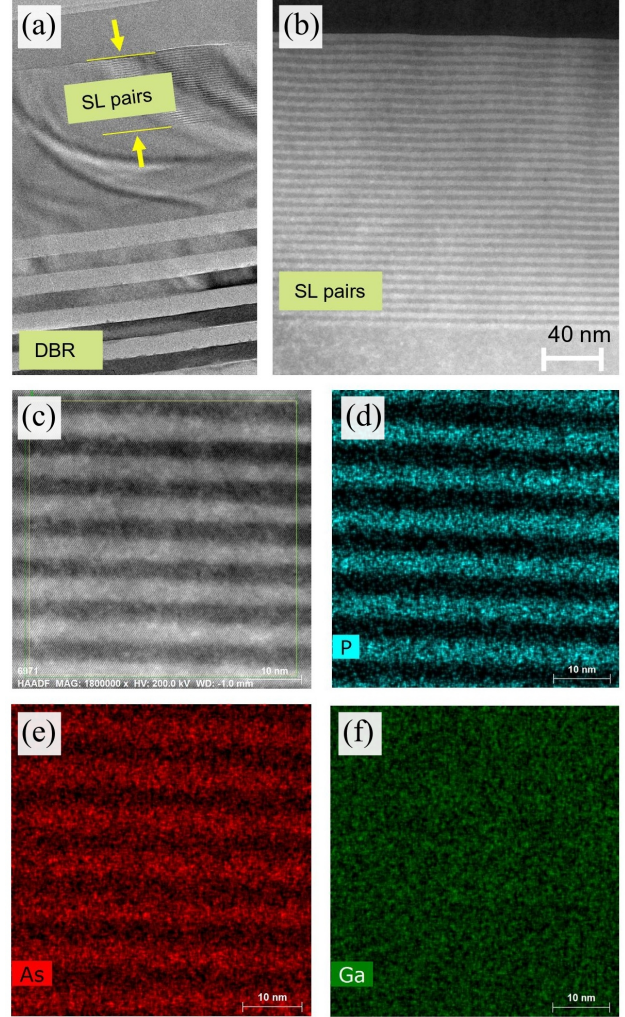 (a)
SL pairs
DBR
(b)
SL pairs
40 nm
(c)
6971
10 nm
HAADF MAG: 1800000 x HV: 200.0 kV WD: -1.0 mm
(d)
P
10 nm
(e)
As
10 nm
(f)
Ga
10 nm